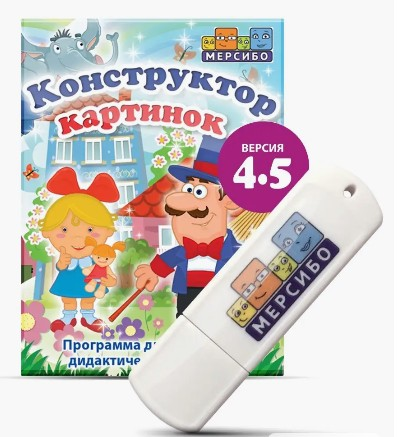 МЕРСИБО
Конструктор
картинок
ВЕРСИЯ
4.5
МЕРСИБО
Программа д
дидактиче